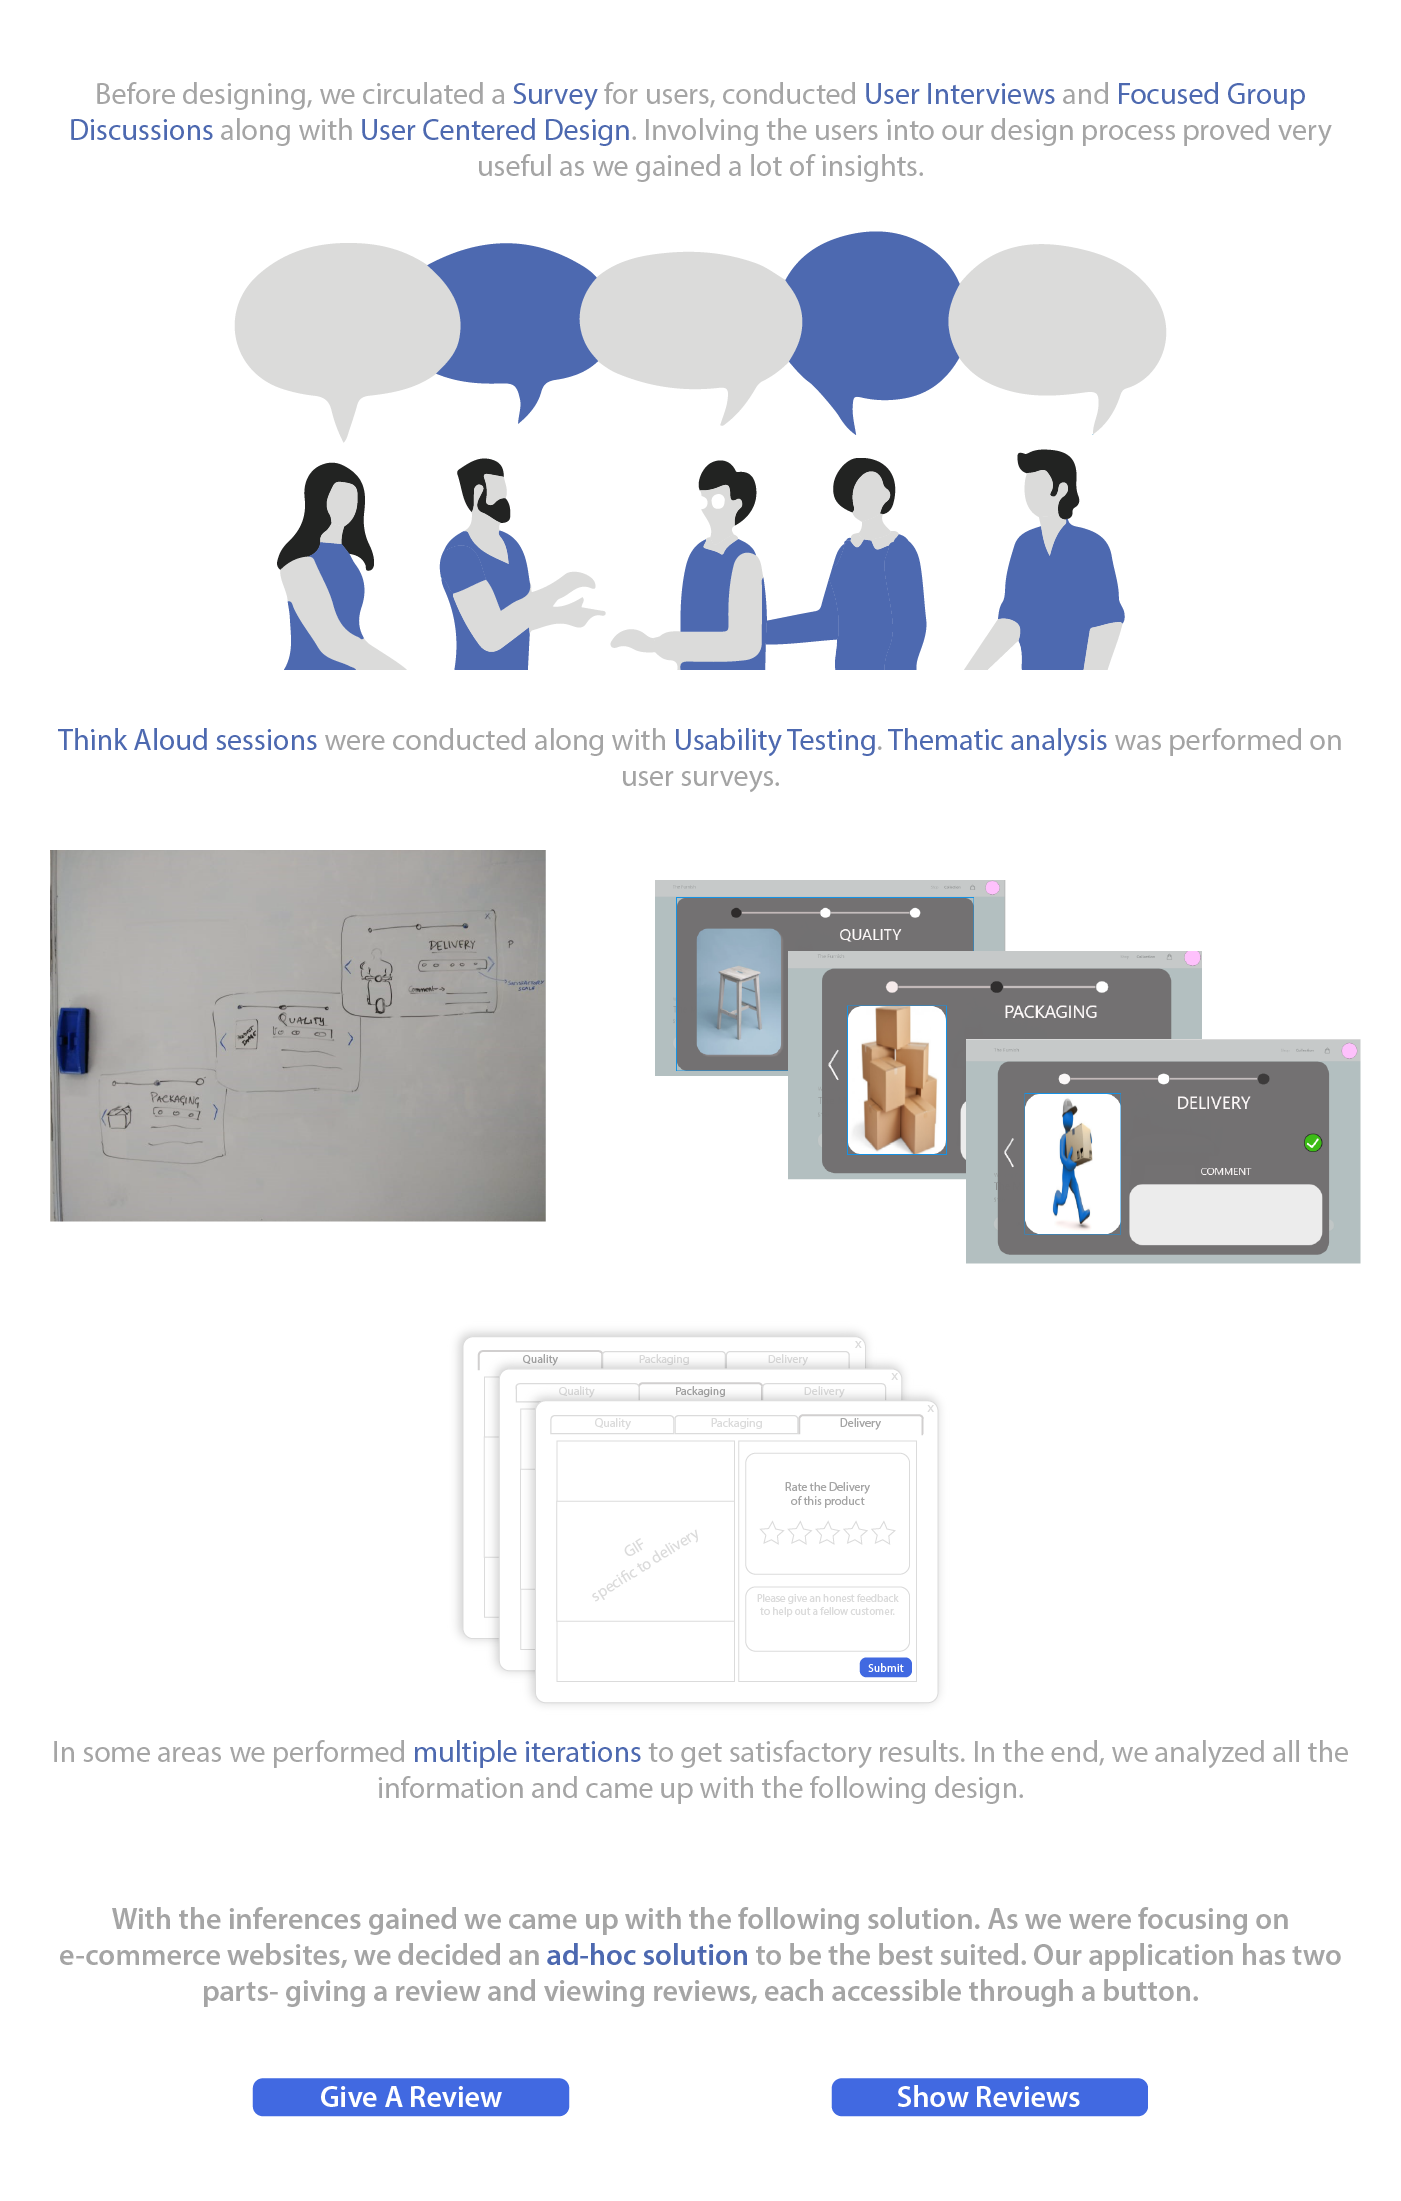 Before designing, we circulated a Survey for users, conducted User Interviews and Focused Group
Discussions along with User Centered Design. Involving the users into our design process proved very
useful as we gained a lot of insights.
Think Aloud sessions were conducted along with Usability Testing. Thematic analysis was performed on
user surveys.
DELIVERY
P
QUALITY
PACKAGING
QUALITY
PACKAGING
DELIVERY
COMMENT
x
Quality
Packaging
Delivery
x
Quality
Packaging
Delivery
x
Quality
Packaging
Delivery
GIF
specific to delivery
Rate the Delivery
of this product
Please give an honest feedback
to help out a fellow customer.
Submit
In some areas we performed multiple iterations to get satisfactory results. In the end, we analyzed all the
information and came up with the following design.
With the inferences gained we came up with the following solution. As we were focusing on
e-commerce websites, we decided an ad-hoc solution to be the best suited. Our application has two
parts- giving a review and viewing reviews, each accessible through a button.
Give A Review
Show Reviews